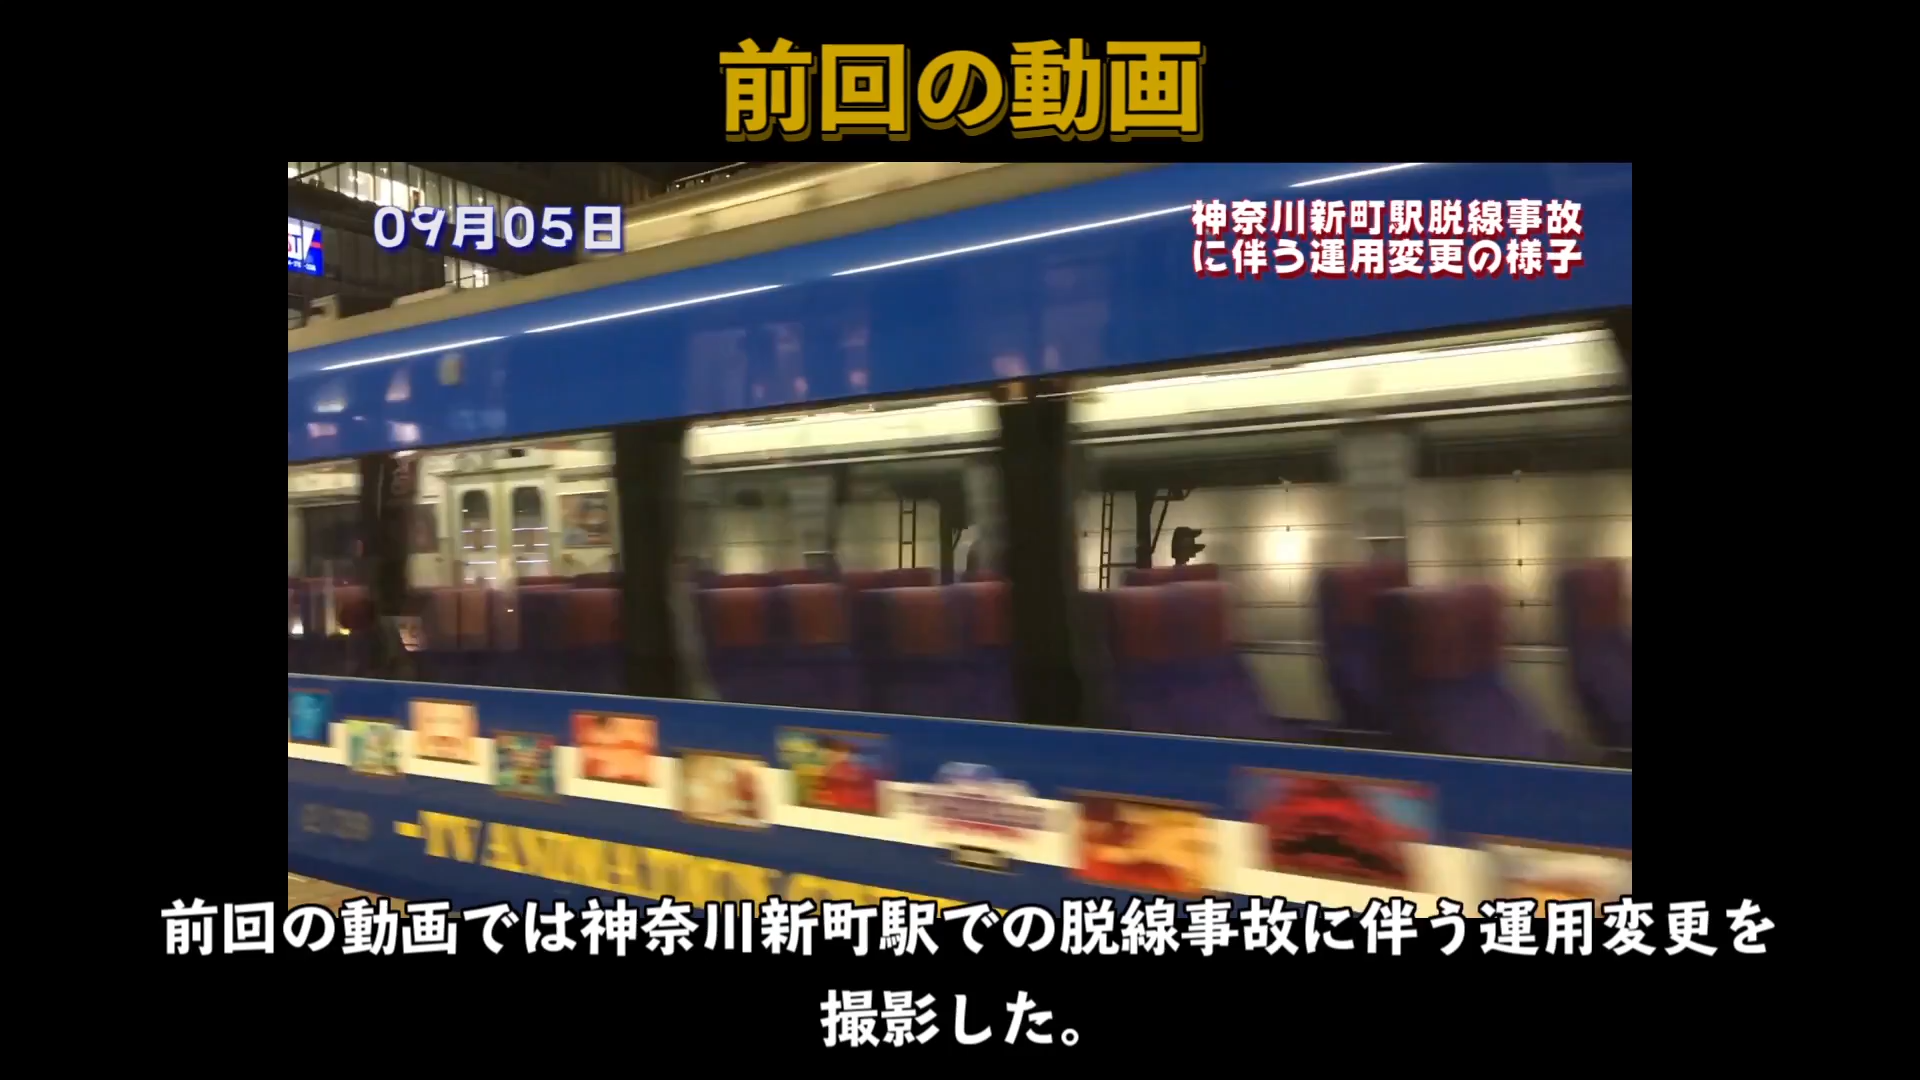 前回の動画
09月05日
神奈川新町駅脱線事故
に伴う運用変更の様子
前回の動画では神奈川新町駅での脱線事故に伴う運用変更を
撮影した。